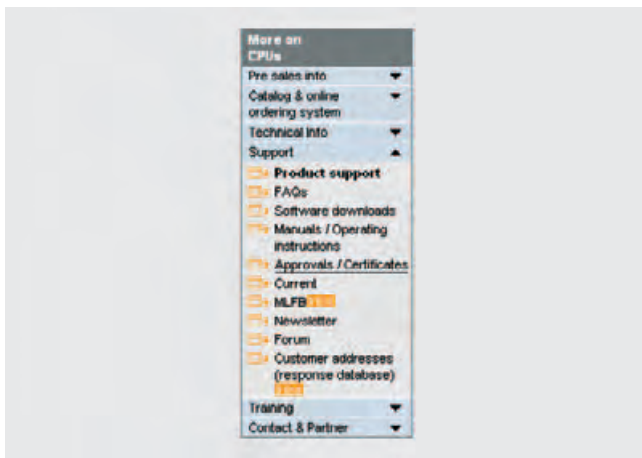 More on
CPUs
Pre sales info
Catalog & online
ordering system
Technical Info
Support
Product support
FAQs
Software downloads
Manuals / Operating
instructions
Approvals / Certificates
Current
MLFB
Newsletter
Forum
Customer addresses
(response database)
Training
Contact & Partner